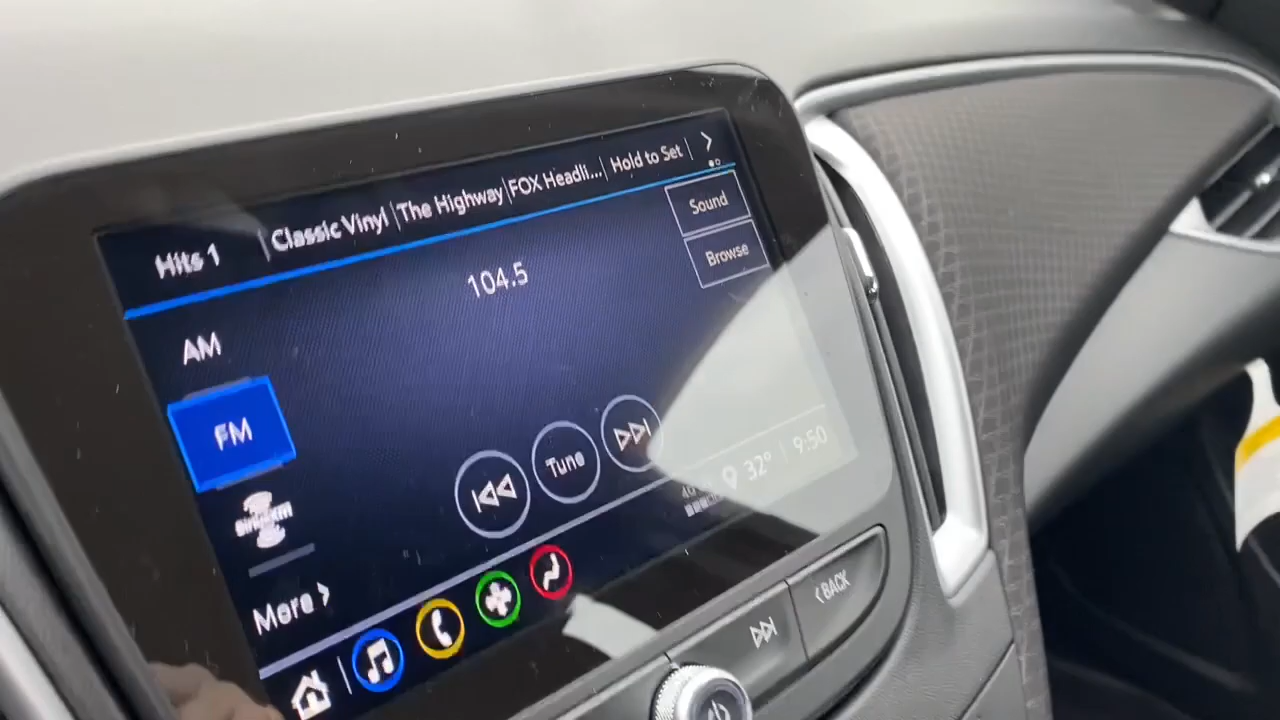 Hits 1 | Classic Vinyl | The Highway | FOX Headli... | Hold to Set
Sound
104.5
Browse
AM
FM
Tune
32° | 9:50
siriusxm
More
BACK